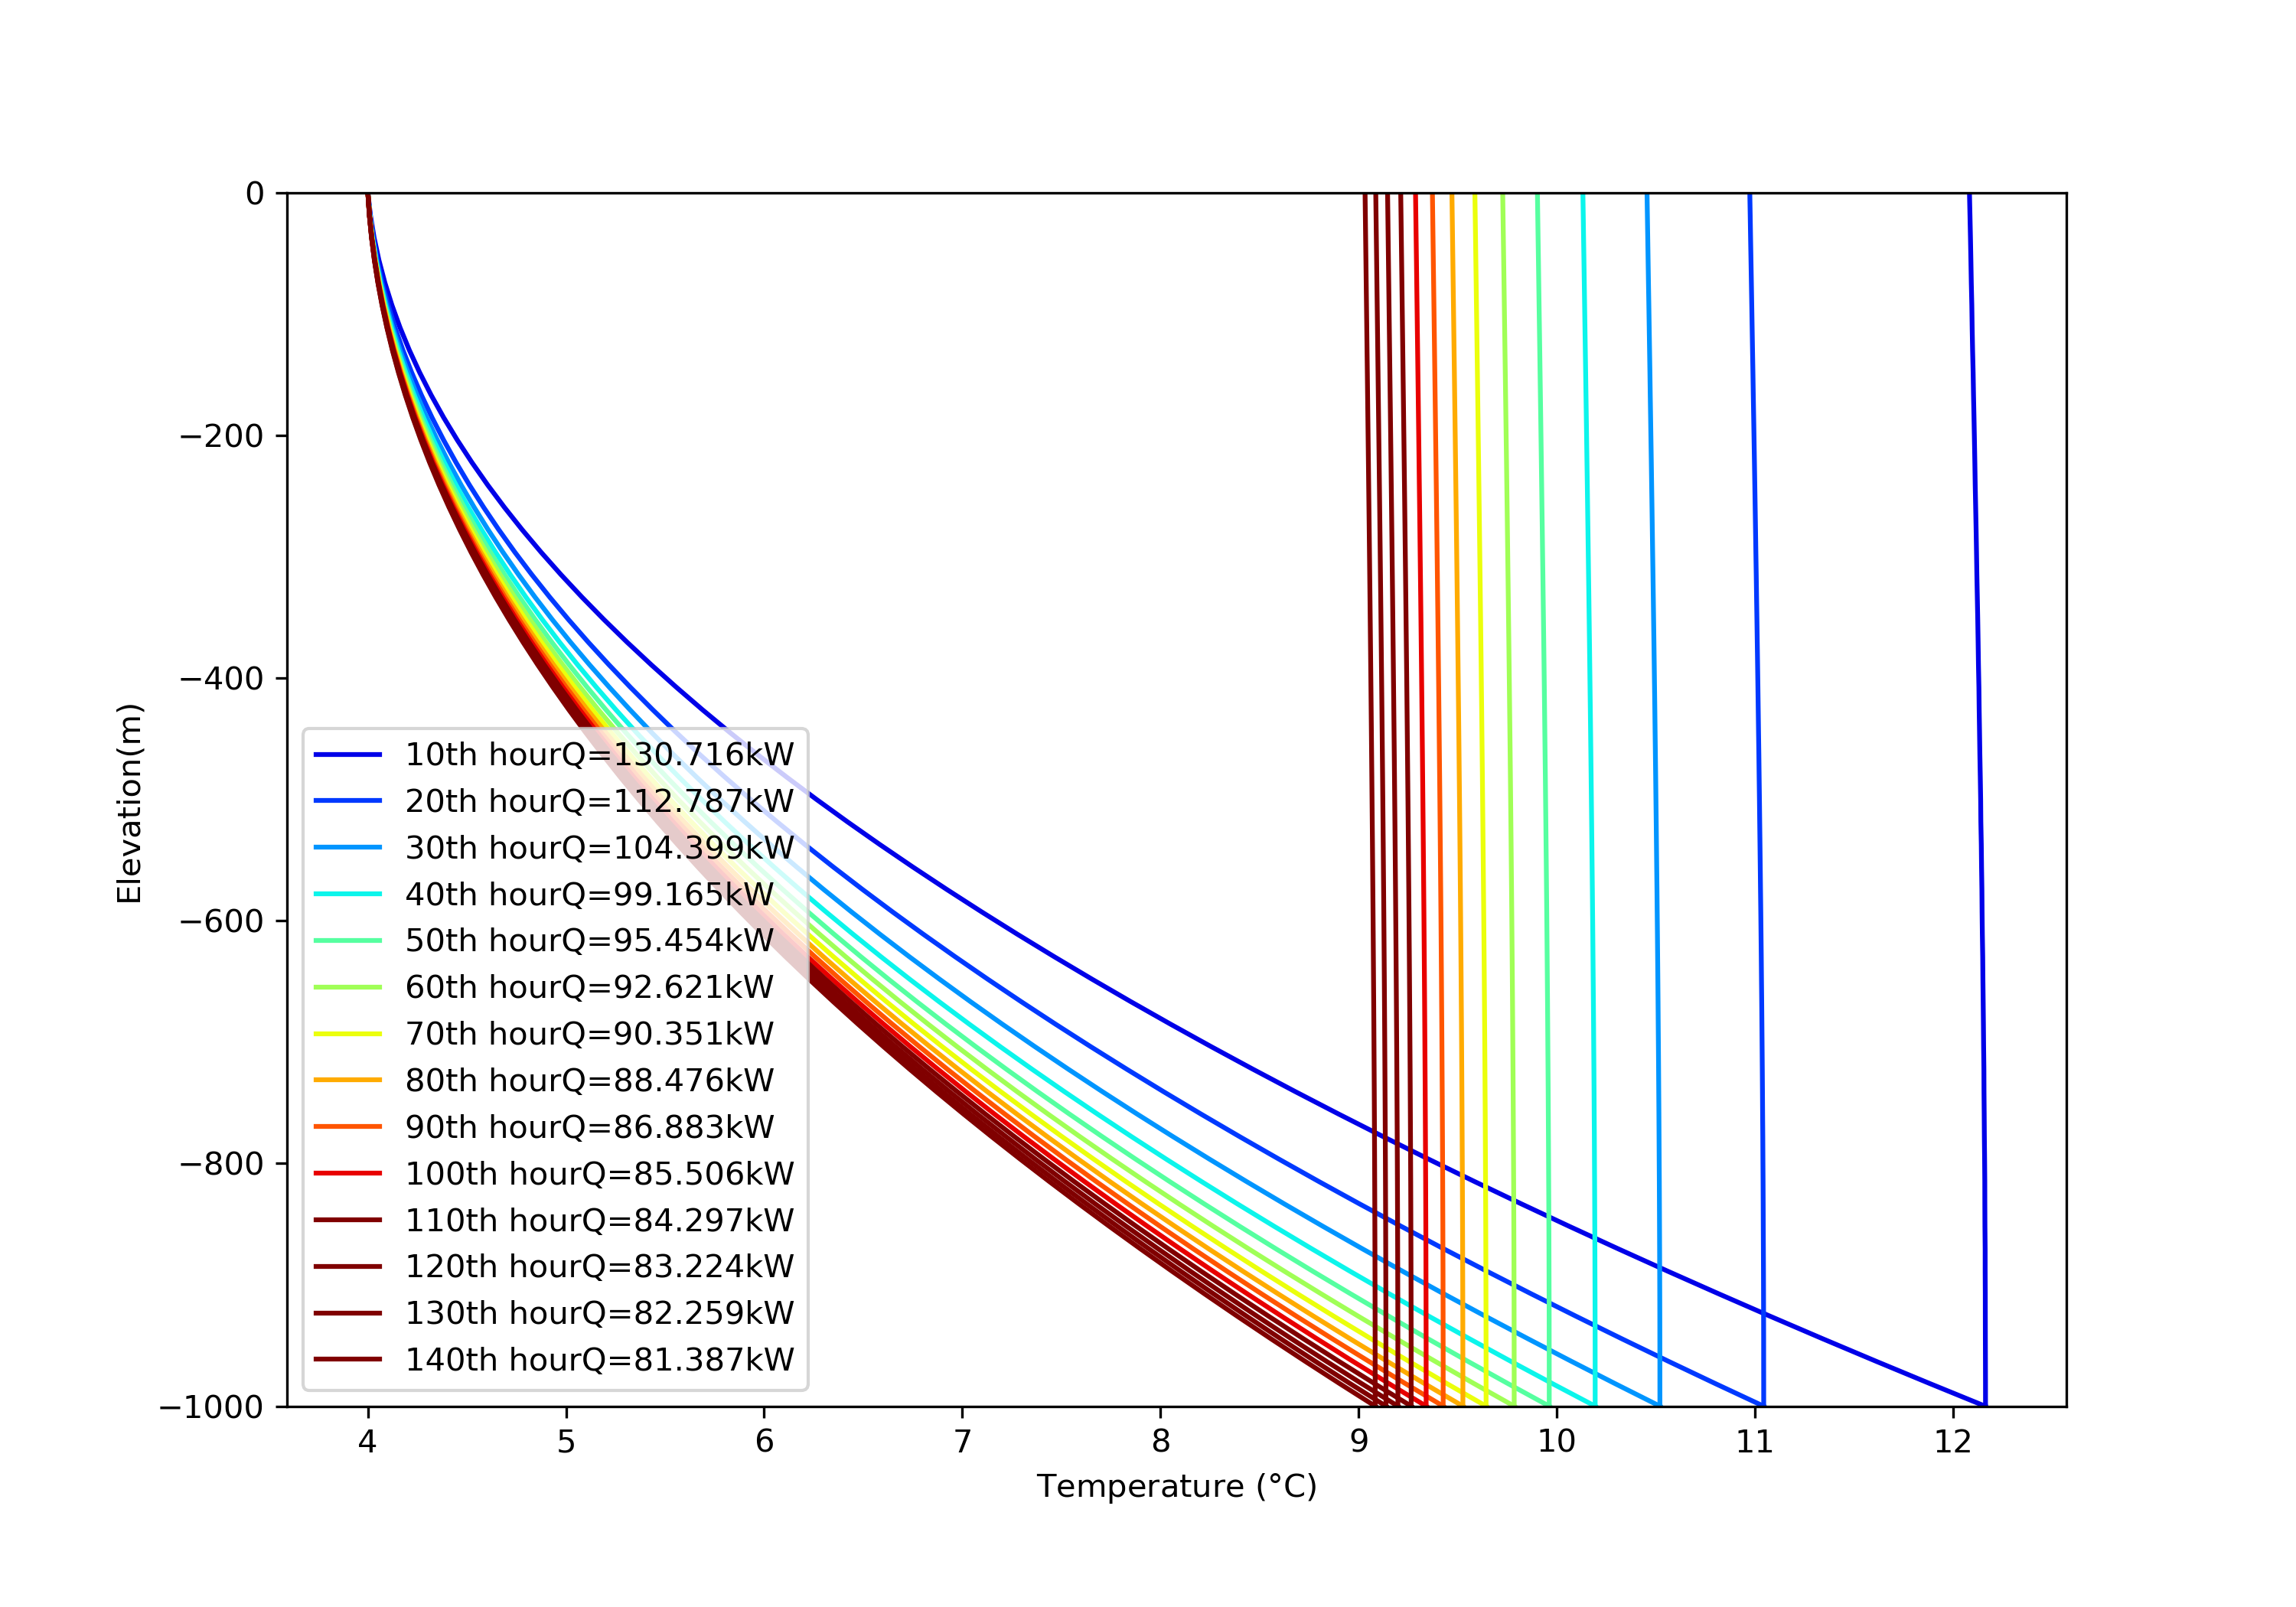 0
−200
−400
−600
−800
−1000
Elevation(m)
10th hourQ=130.716kW
20th hourQ=112.787kW
30th hourQ=104.399kW
40th hourQ=99.165kW
50th hourQ=95.454kW
60th hourQ=92.621kW
70th hourQ=90.351kW
80th hourQ=88.476kW
90th hourQ=86.883kW
100th hourQ=85.506kW
110th hourQ=84.297kW
120th hourQ=83.224kW
130th hourQ=82.259kW
140th hourQ=81.387kW
4 5 6 7 8 9 10 11 12
Temperature (°C)